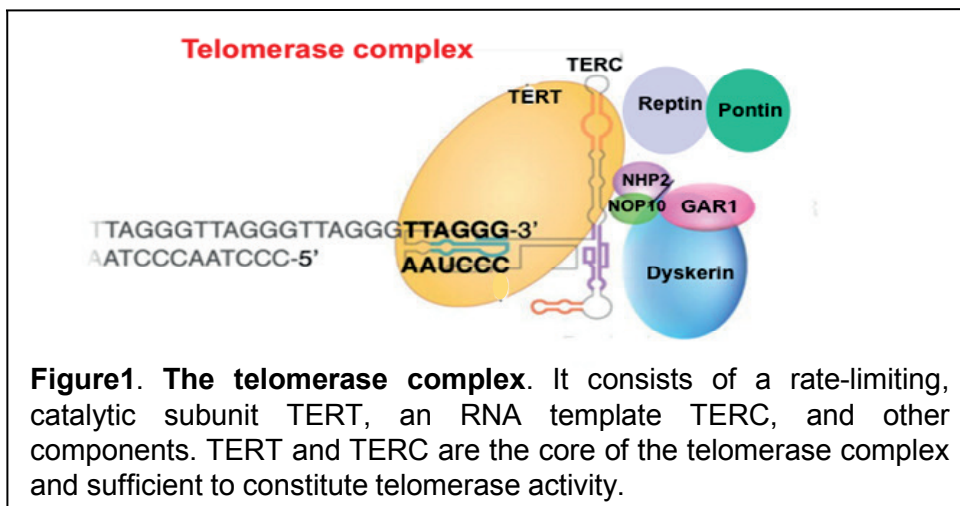 Telomerase complex
TERC
TERT
Reptin
Pontin
NHP2
NOP10
GAR1
TTAGGGTTAGGGTTAGGGTTAGGG-3’
AATCCCAATCCC-5’
AAUCCC
Dyskerin
Figure1. The telomerase complex. It consists of a rate-limiting,
catalytic subunit TERT, an RNA template TERC, and other
components. TERT and TERC are the core of the telomerase complex
and sufficient to constitute telomerase activity.